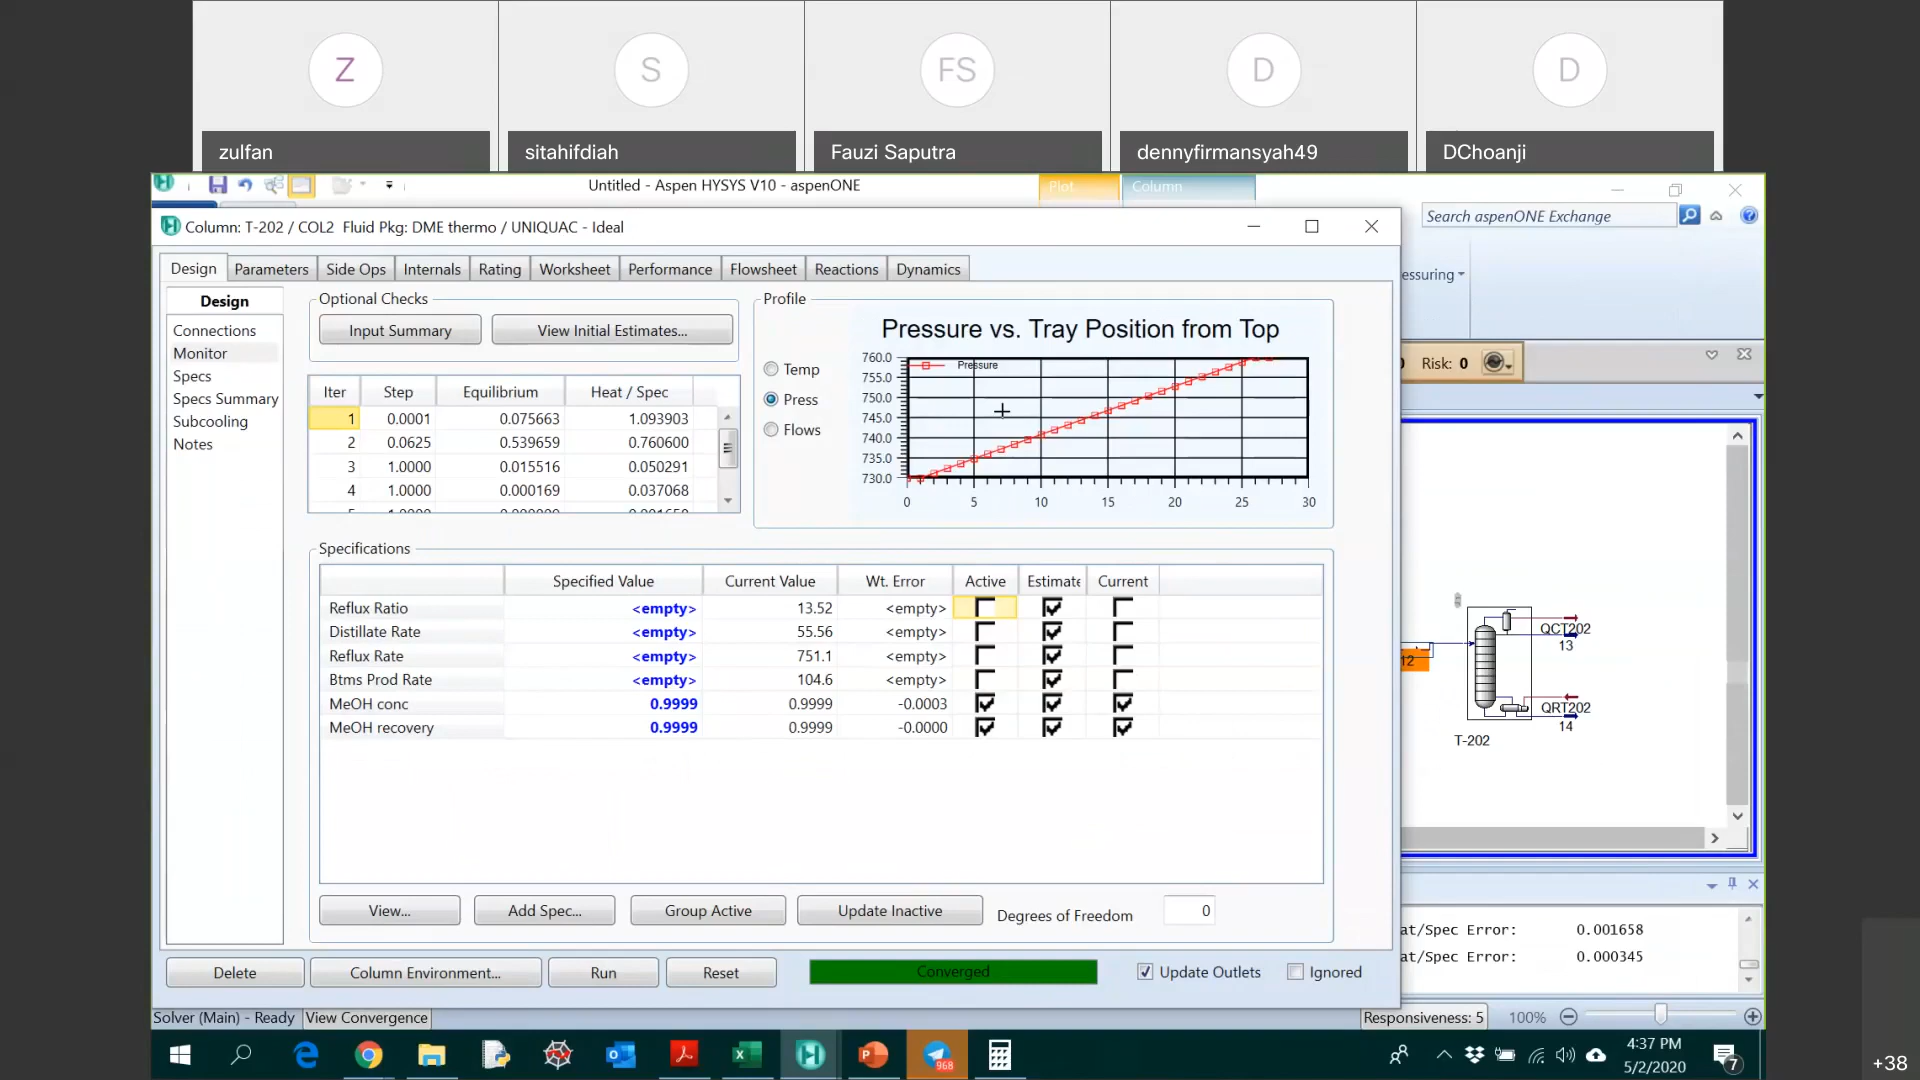 Z
S
FS
D
D
zulfan
sitahifdiah
Fauzi Saputra
dennyfirmansyah49
DChoanji
Untitled - Aspen HYSYS V10 - aspenONE
Plot
Column
Search aspenONE Exchange
Column: T-202 / COL2 Fluid Pkg: DME thermo / UNIQUAC - Ideal
Design Parameters Side Ops Internals Rating Worksheet Performance Flowsheet Reactions Dynamics
essuring
Design
Connections
Monitor
Specs
Specs Summary
Subcooling
Notes
Optional Checks
Input Summary
View Initial Estimates...
Iter Step Equilibrium Heat / Spec
1 0.0001 0.075663 1.093903
2 0.0625 0.539659 0.760600
3 1.0000 0.015516 0.050291
4 1.0000 0.000169 0.037068
Profile
Temp
Press
Flows
Pressure vs. Tray Position from Top
Pressure
760.0
755.0
750.0
745.0
740.0
735.0
730.0
0 5 10 15 20 25 30
Risk: 0
Specifications
Specified Value Current Value Wt. Error Active Estimate Current
Reflux Ratio <empty> 13.52 <empty>
Distillate Rate <empty> 55.56 <empty>
Reflux Rate <empty> 751.1 <empty>
Btms Prod Rate <empty> 104.6 <empty>
MeOH conc 0.9999 0.9999 -0.0003
MeOH recovery 0.9999 0.9999 -0.0000
View...
Add Spec...
Group Active
Update Inactive
Degrees of Freedom 0
Delete
Column Environment...
Run
Reset
Converged
Update Outlets
Ignored
12
QCT202
13
QRT202
14
T-202
at/Spec Error: 0.001658
at/Spec Error: 0.000345
Solver (Main) - Ready
View Convergence
Responsiveness: 5
100%
968
4:37 PM
5/2/2020
7
+38